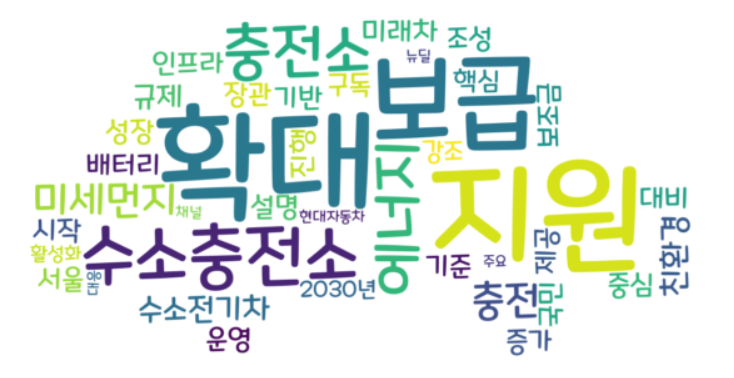 미래차
조성
충전소
뉴딜
인프라
구독
핵심
보급
규제
장관
기반
보조금
성장
확대
진행
강조
배터리
에너지
지원
미세먼지
채널
설명
현대자동차
대비
시작
수소충전소
활성화
기준
주요
제공
친환경
서울
대응
2030년
충전
국민
중심
수소전기차
운영
증가